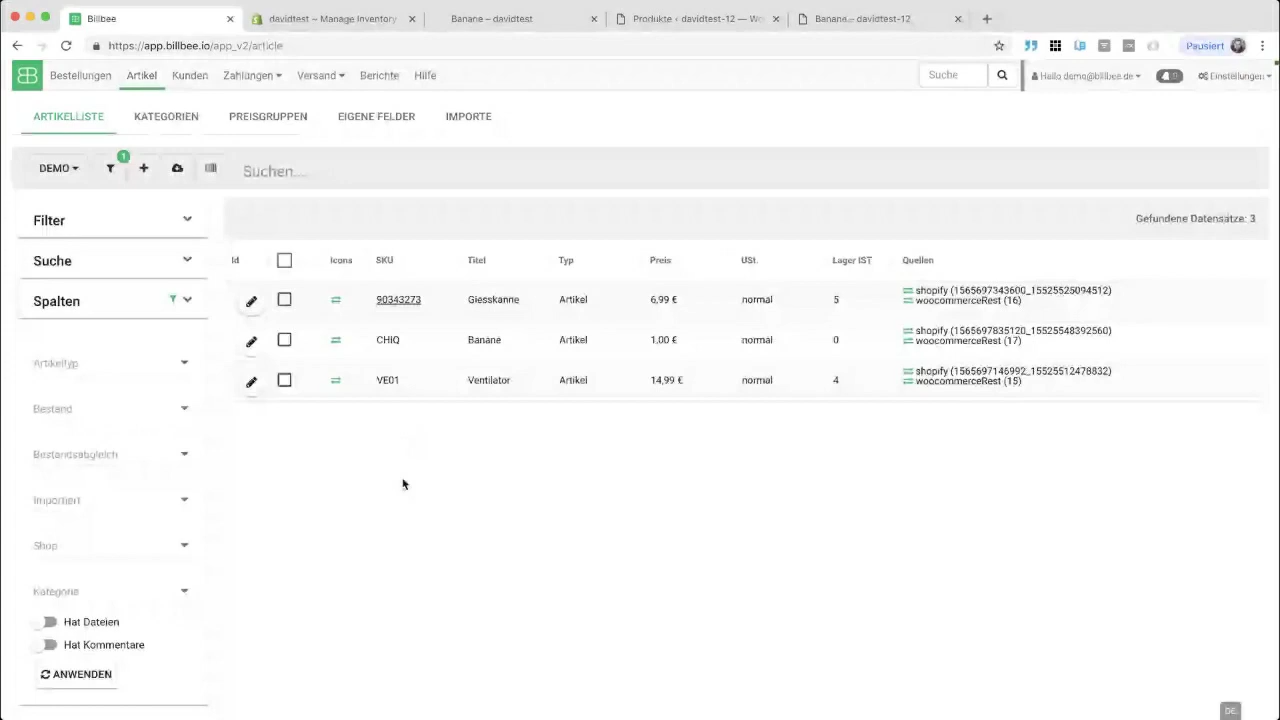 Billbee
davidtest – Manage Inventory
Banane – davidtest
Produkte ‹ davidtest-12 — Wo
Banane – davidtest-12
https://app.billbee.io/app_v2/article
Pausiert
Bestellungen Artikel Kunden Zahlungen Versand Berichte Hilfe
Suche
Hallo demo@billbee.de
Einstellungen
ARTIKELLISTE KATEGORIEN PREISGRUPPEN EIGENE FELDER IMPORTE
DEMO
1
Suchen...
Filter
Suche
Spalten
Artikeltyp
Bestand
Bestandsabgleich
Importiert
Shop
Kategorie
Hat Dateien
Hat Kommentare
ANWENDEN
Gefundene Datensätze: 3
Id Icons SKU Titel Typ Preis USt. Lager IST Quellen
90343273 Giesskanne Artikel 6,99 € normal 5 shopify (1565697343600_15525525094512)
woocommerceRest (16)
CHIQ Banane Artikel 1,00 € normal 0 shopify (1565697835120_15525548392560)
woocommerceRest (17)
VE01 Ventilator Artikel 14,99 € normal 4 shopify (1565697146992_15525512478832)
woocommerceRest (15)
DE